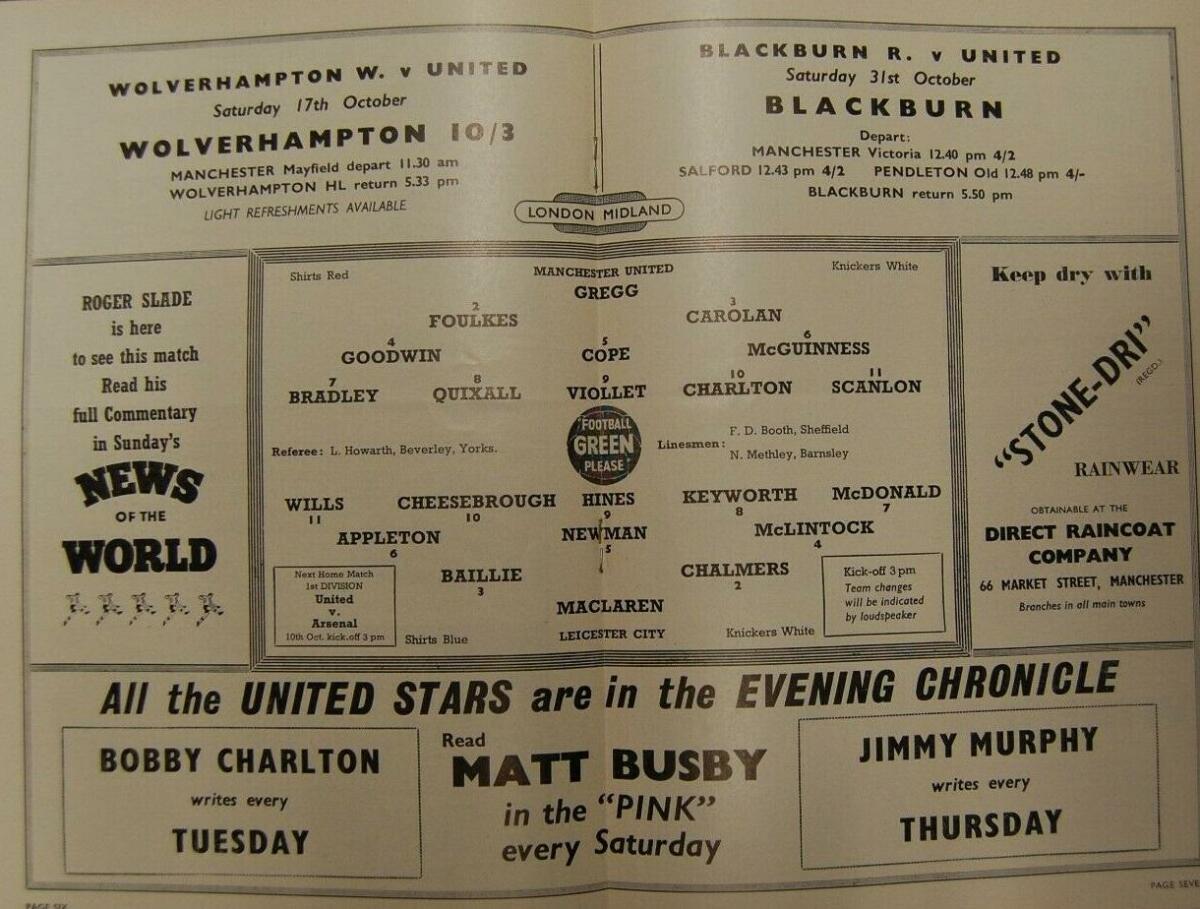 WOLVERHAMPTON W. v UNITED
Saturday 17th October
WOLVERHAMPTON 10/3
MANCHESTER Mayfield depart 11.30 am
WOLVERHAMPTON HL return 5.33 pm
LIGHT REFRESHMENTS AVAILABLE
BLACKBURN R. v UNITED
Saturday 31st October
BLACKBURN
Depart:
MANCHESTER Victoria 12.40 pm 4/2
SALFORD 12.43 pm 4/2 PENDLETON Old 12.48 pm 4/-
BLACKBURN return 5.50 pm
LONDON MIDLAND
ROGER SLADE
is here
to see this match
Read his
full Commentary
in Sunday's
NEWS
OF THE
WORLD
Shirts Red
MANCHESTER UNITED
Knickers White
GREGG
2
3
FOULKES
CAROLAN
4
5
6
GOODWIN
COPE
McGUINNESS
7
8
9
10
11
BRADLEY
QUIXALL
VIOLLET
CHARLTON
SCANLON
Referee: L. Howarth, Beverley, Yorks.
FOOTBALL
GREEN
PLEASE
Linesmen:
F. D. Booth, Sheffield
N. Methley, Barnsley
WILLS
CHEESEBROUGH
HINES
KEYWORTH
McDONALD
11
10
9
8
7
APPLETON
NEWMAN
McLINTOCK
6
5
4
BAILLIE
CHALMERS
3
2
MACLAREN
Next Home Match
1st DIVISION
United
v.
Arsenal
10th Oct. kick-off 3 pm
Shirts Blue
LEICESTER CITY
Knickers White
Kick-off 3 pm
Team changes
will be indicated
by loudspeaker
Keep dry with
"STONE-DRI"
(REGD.)
RAINWEAR
OBTAINABLE AT THE
DIRECT RAINCOAT
COMPANY
66 MARKET STREET, MANCHESTER
Branches in all main towns
All the UNITED STARS are in the EVENING CHRONICLE
BOBBY CHARLTON
writes every
TUESDAY
Read
MATT BUSBY
in the "PINK"
every Saturday
JIMMY MURPHY
writes every
THURSDAY
PAGE SIX
PAGE SEVE